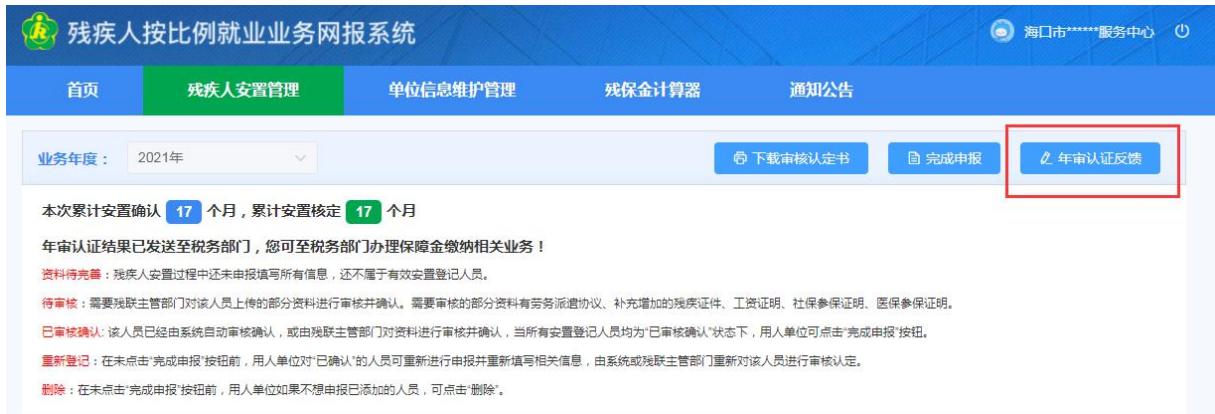 残疾人按比例就业业务网报系统
海口市******服务中心
首页 残疾人安置管理 单位信息维护管理 残保金计算器 通知公告
业务年度： 2021年 下载审核认定书 完成申报 年审认证反馈
本次累计安置确认 17 个月，累计安置核定 17 个月
年审认证结果已发送至税务部门，您可至税务部门办理保障金缴纳相关业务！
资料待完善：残疾人安置过程中还未申报填写所有信息，还不属于有效安置登记人员。
待审核：需要残联主管部门对该人员上传的部分资料进行审核并确认。需要审核的部分资料有劳务派遣协议、补充增加的残疾证件、工资证明、社保参保证明、医保参保证明。
已审核确认: 该人员已经由系统自动审核确认，或由残联主管部门对资料进行审核并确认，当所有安置登记人员均为“已审核确认”状态下，用人单位可点击“完成申报”按钮。
重新登记：在未点击“完成申报”按钮前，用人单位对“已确认”的人员可重新进行申报并重新填写相关信息，由系统或残联主管部门重新对该人员进行审核认定。
删除：在未点击“完成申报”按钮前，用人单位如果不想申报已添加的人员，可点击“删除”。